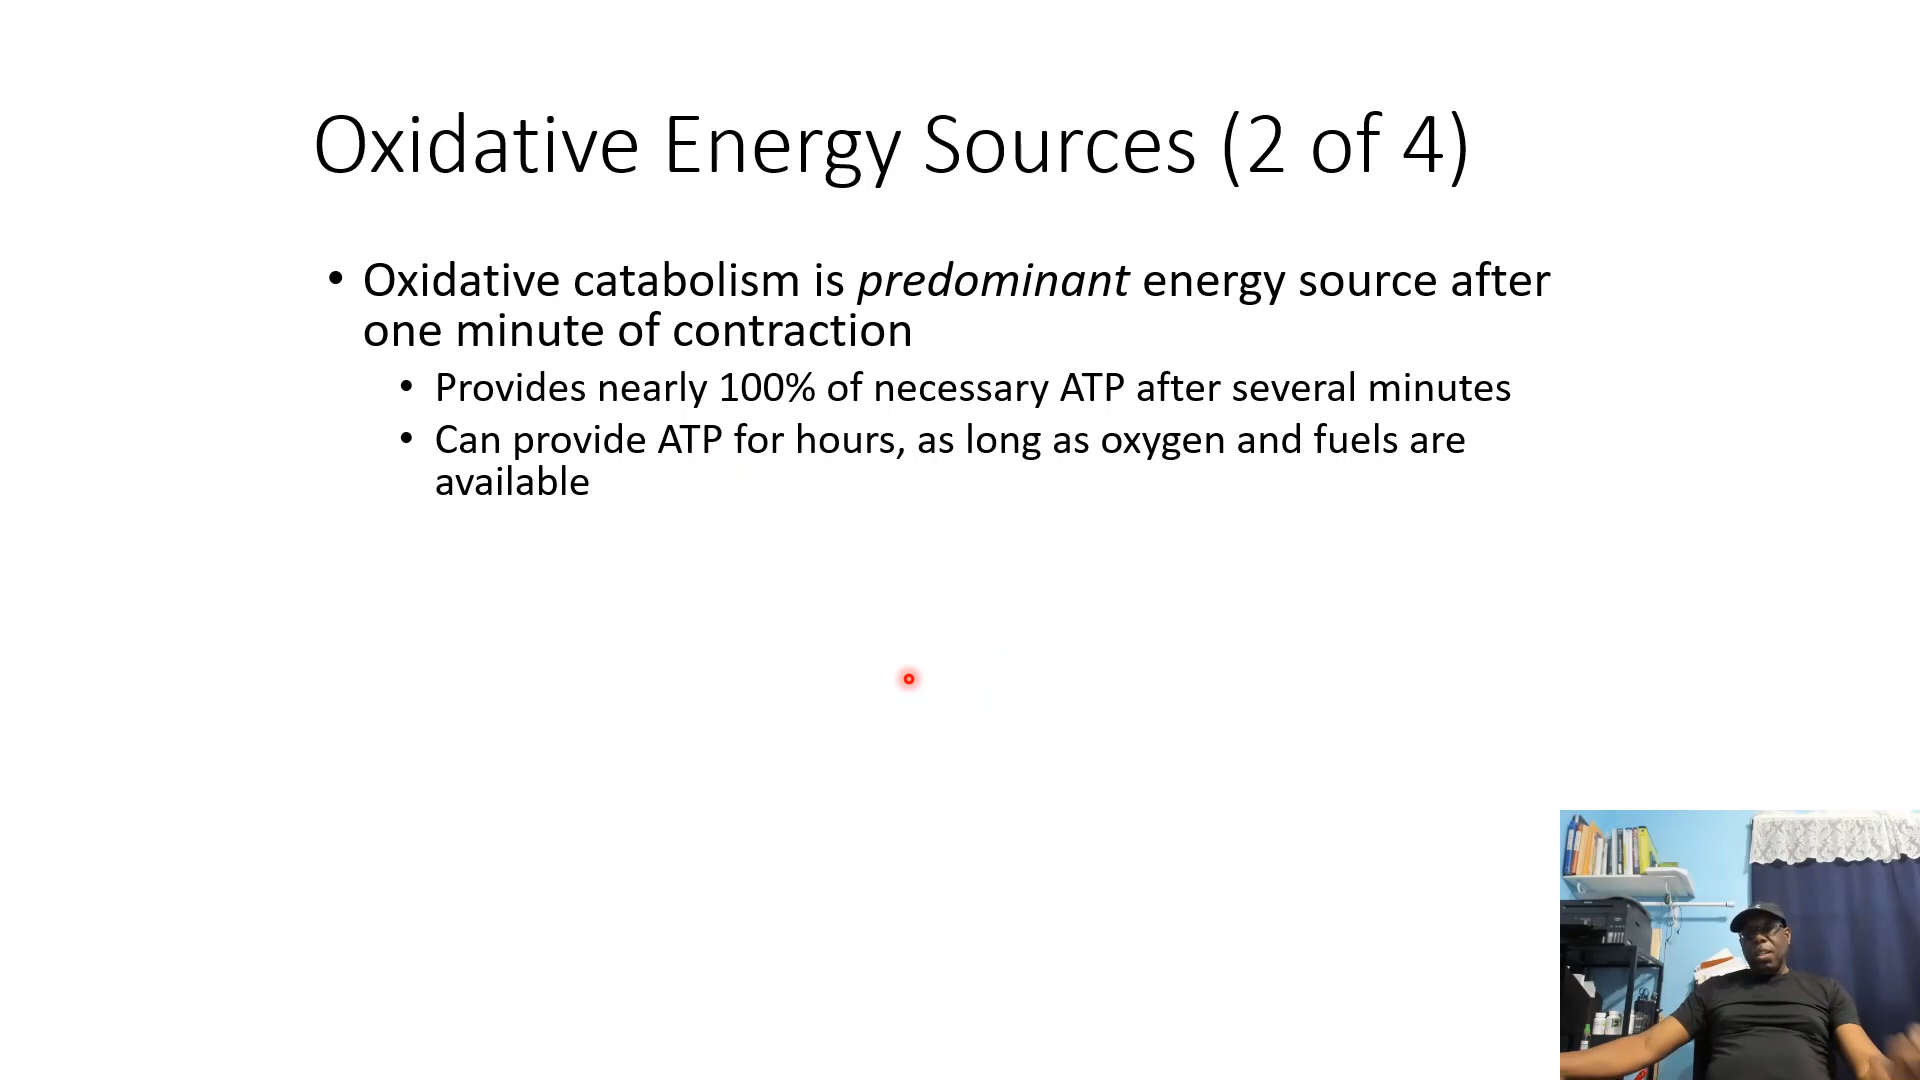 Oxidative Energy Sources (2 of 4)
• Oxidative catabolism is predominant energy source after
one minute of contraction
• Provides nearly 100% of necessary ATP after several minutes
• Can provide ATP for hours, as long as oxygen and fuels are
available